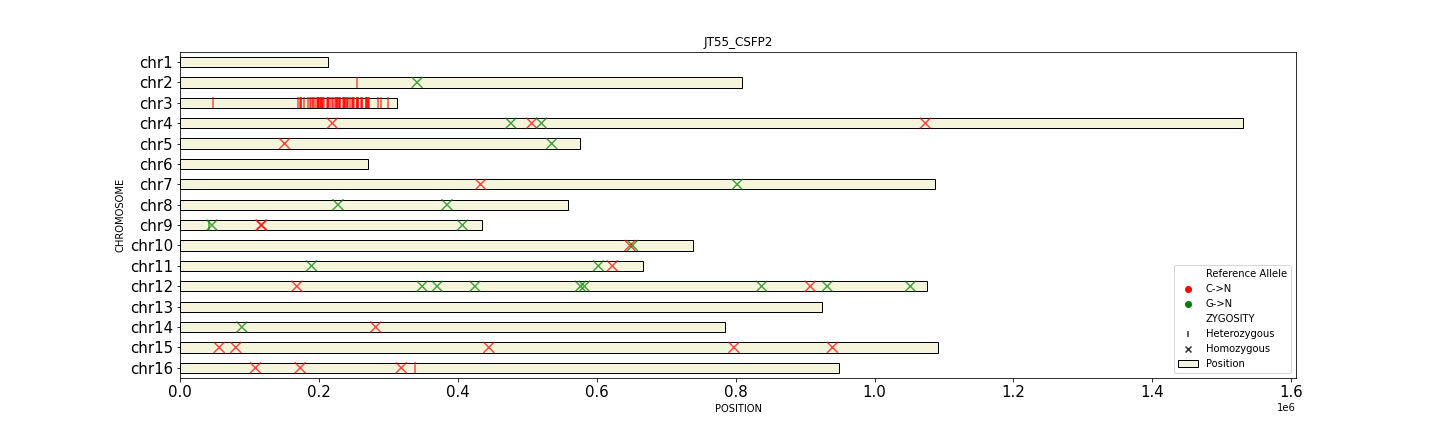 JT55_CSFP2
CHROMOSOME
chr1
chr2
chr3
chr4
chr5
chr6
chr7
chr8
chr9
chr10
chr11
chr12
chr13
chr14
chr15
chr16
Reference Allele
C->N
G->N
ZYGOSITY
Heterozygous
Homozygous
Position
0.0 0.2 0.4 0.6 0.8 1.0 1.2 1.4 1.6
1e6
POSITION